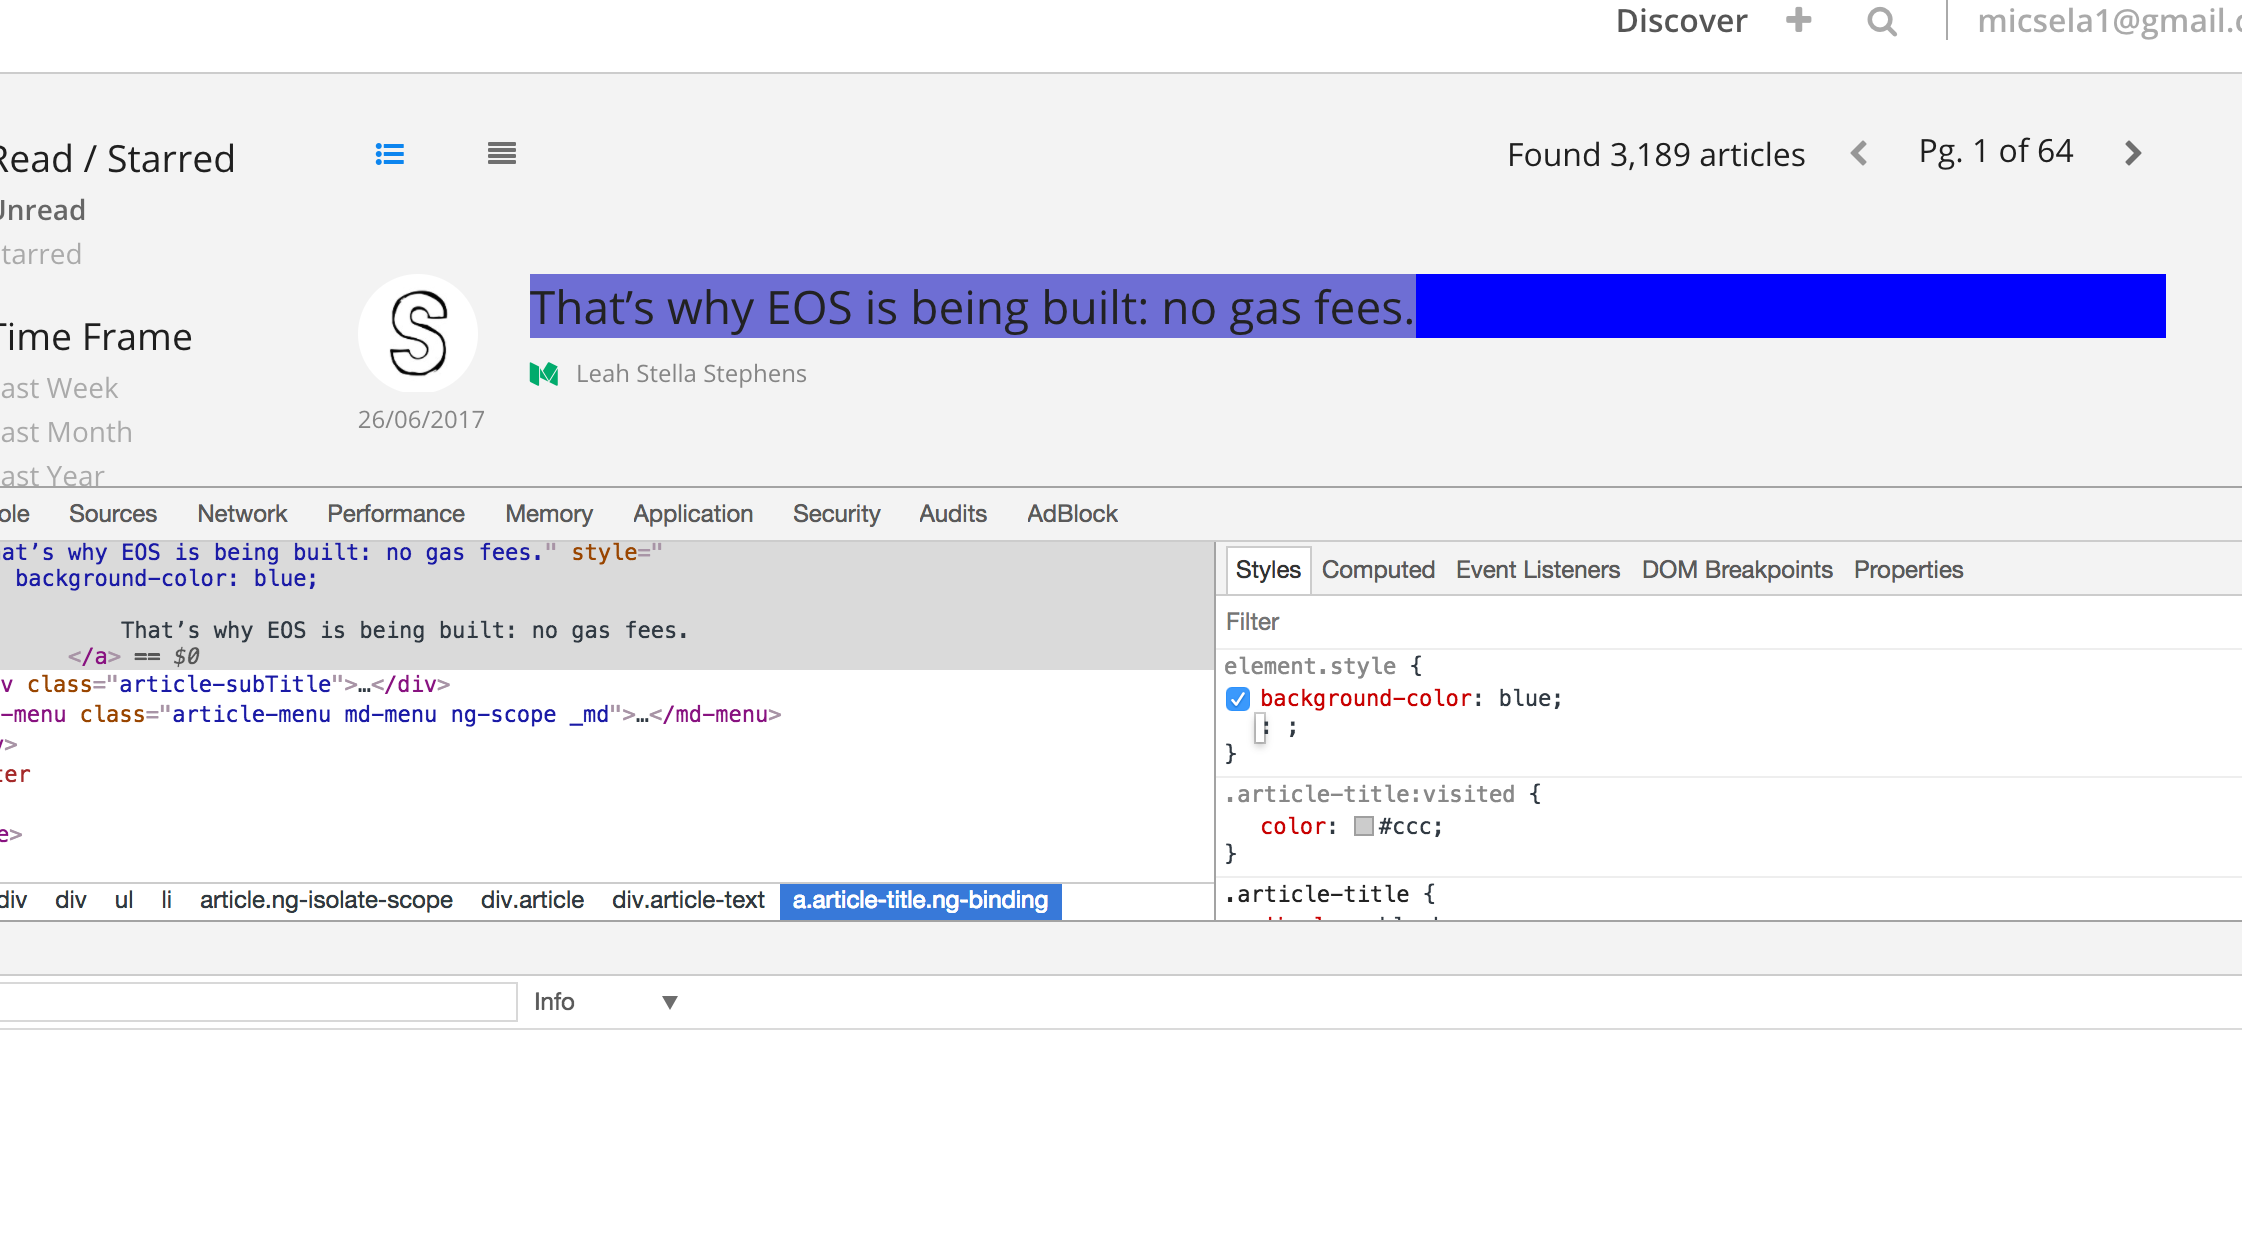 Discover
micsela1@gmail.c
Read / Starred
Found 3,189 articles
Pg. 1 of 64
Unread
tarred
That’s why EOS is being built: no gas fees.
S
Time Frame
Leah Stella Stephens
ast Week
26/06/2017
ast Month
ast Year
ole Sources Network Performance Memory Application Security Audits AdBlock
at’s why EOS is being built: no gas fees." style="
background-color: blue;
That’s why EOS is being built: no gas fees.
</a> == $0
v class="article-subTitle">…</div>
-menu class="article-menu md-menu ng-scope _md">…</md-menu>
v>
ter
e>
div div ul li article.ng-isolate-scope div.article div.article-text a.article-title.ng-binding
Styles Computed Event Listeners DOM Breakpoints Properties
Filter
element.style {
background-color: blue;
: ;
}
.article-title:visited {
color: #ccc;
}
.article-title {
Info